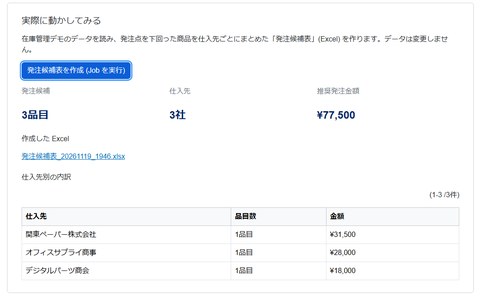 実際に動かしてみる
在庫管理デモのデータを読み、発注点を下回った商品を仕入先ごとにまとめた「発注候補表」(Excel) を作ります。データは変更しませ
ん。
発注候補表を作成 (Job を実行)
発注候補 仕入先 推奨発注金額
3品目 3社 ¥77,500
作成した Excel
発注候補表_20261119_1946.xlsx
仕入先別の内訳
(1-3 /3件)
仕入先 品目数 金額
関東ペーパー株式会社 1品目 ¥31,500
オフィスサプライ商事 1品目 ¥28,000
デジタルパーツ商会 1品目 ¥18,000